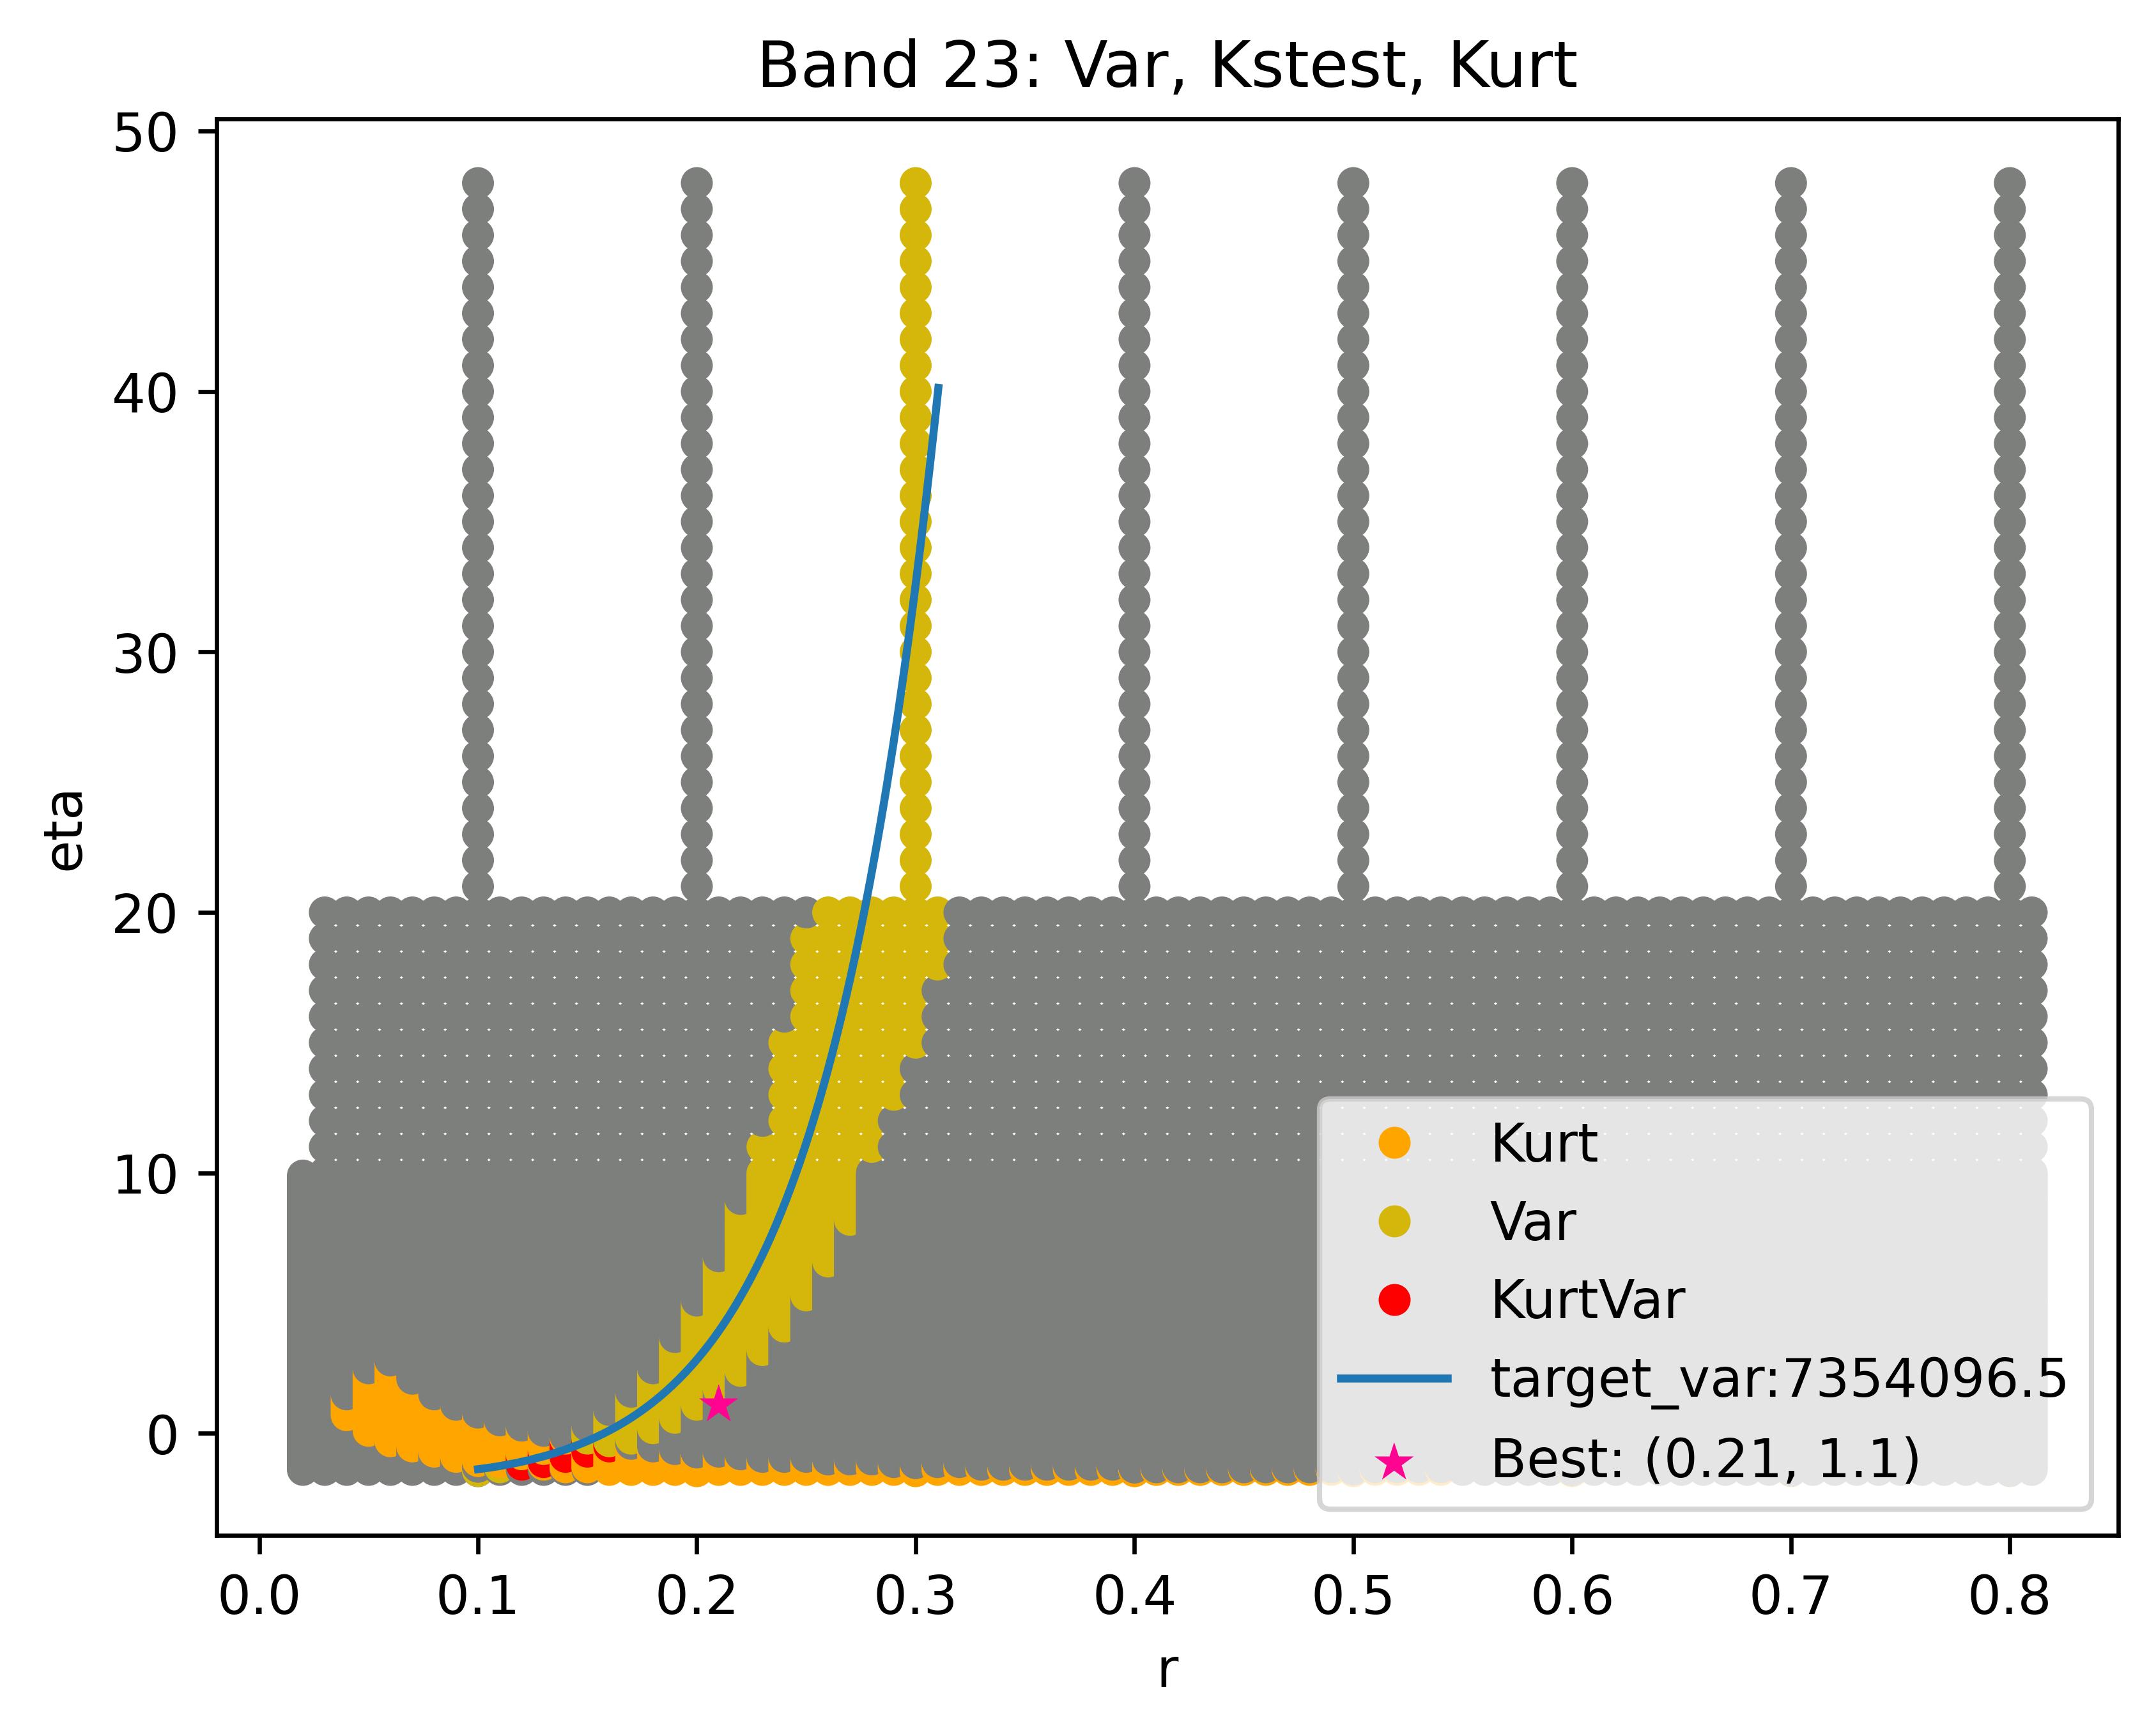 Band 23: Var, Kstest, Kurt
50
40
30
20
10
0
eta
Kurt
Var
KurtVar
target_var:7354096.5
Best: (0.21, 1.1)
0.0 0.1 0.2 0.3 0.4 0.5 0.6 0.7 0.8
r